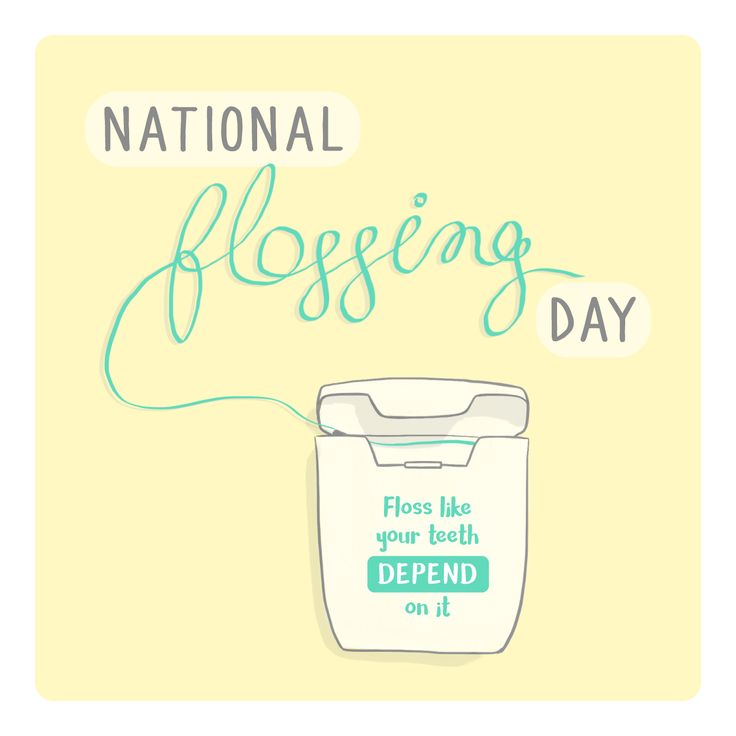 NATIONAL
flossing
DAY
Floss like
your teeth
DEPEND
on it